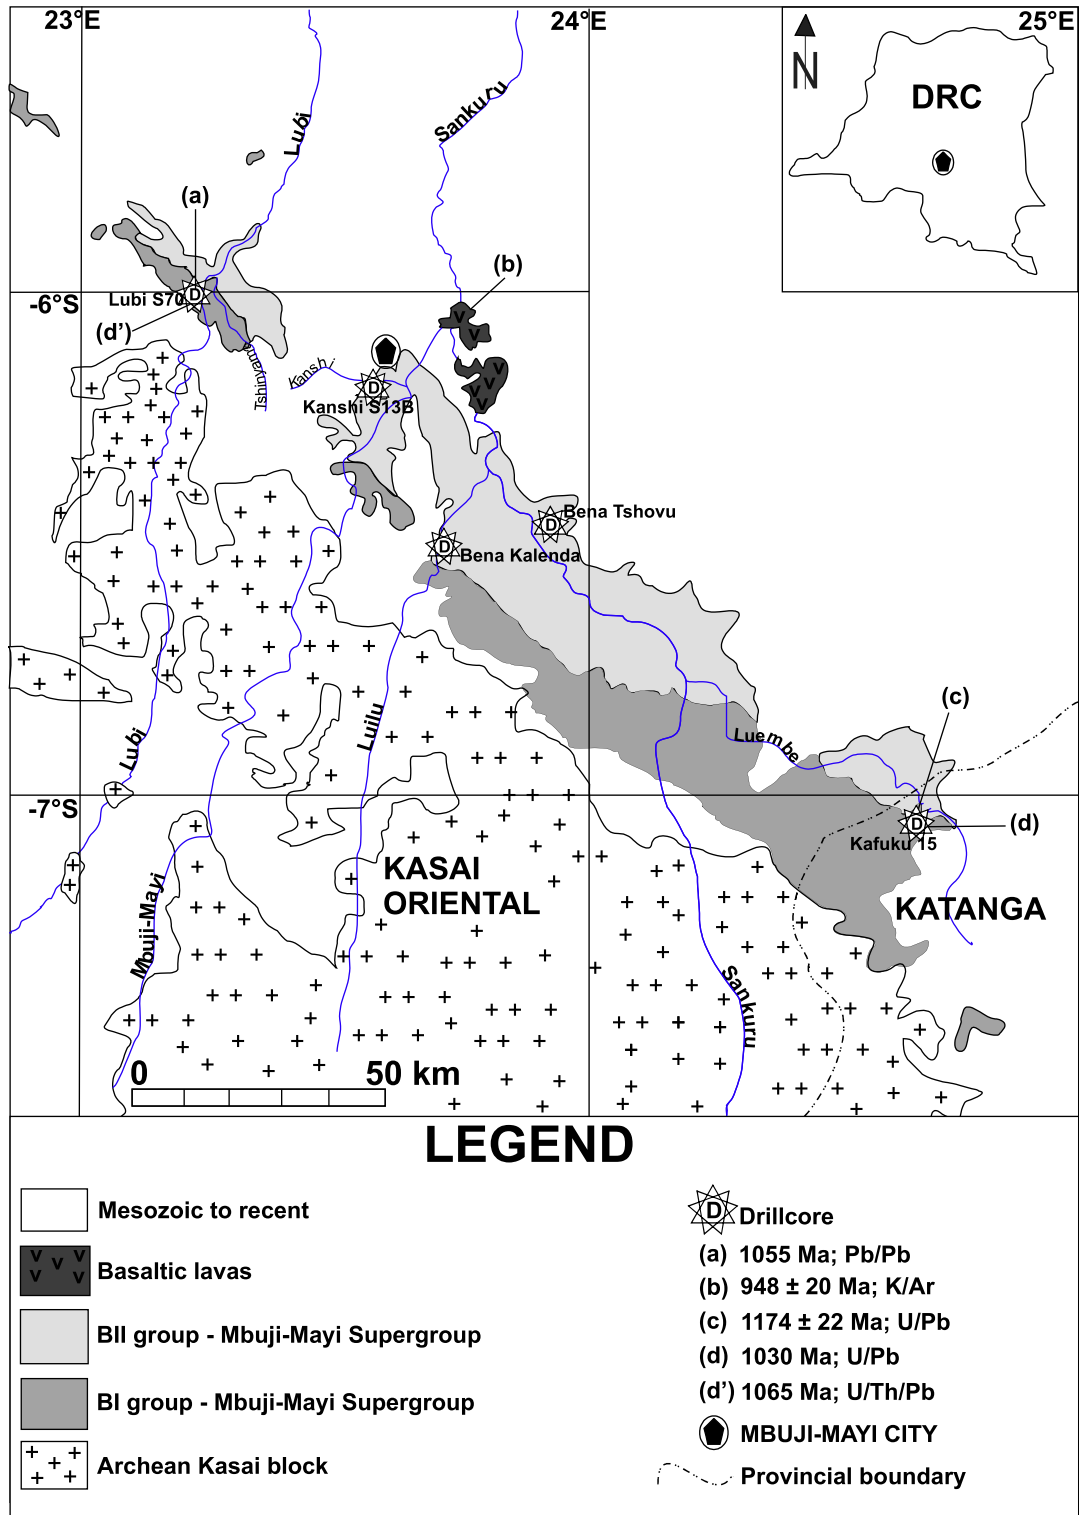 23°E
24°E
25°E
N
DRC
Lubi
Sankuru
(a)
(b)
-6°S
Lubi S70
D
(d')
Tshinyama
Kanshi
D
Kanshi S13B
D
Bena Tshovu
D
Bena Kalenda
Lubi
Luilu
Luembe
(c)
-7°S
D
(d)
Kafuku 15
KASAI
ORIENTAL
KATANGA
Mbuji-Mayi
Sankuru
0
50 km
LEGEND
Mesozoic to recent
Basaltic lavas
BII group - Mbuji-Mayi Supergroup
BI group - Mbuji-Mayi Supergroup
Archean Kasai block
D Drillcore
(a) 1055 Ma; Pb/Pb
(b) 948 ± 20 Ma; K/Ar
(c) 1174 ± 22 Ma; U/Pb
(d) 1030 Ma; U/Pb
(d') 1065 Ma; U/Th/Pb
MBUJI-MAYI CITY
Provincial boundary